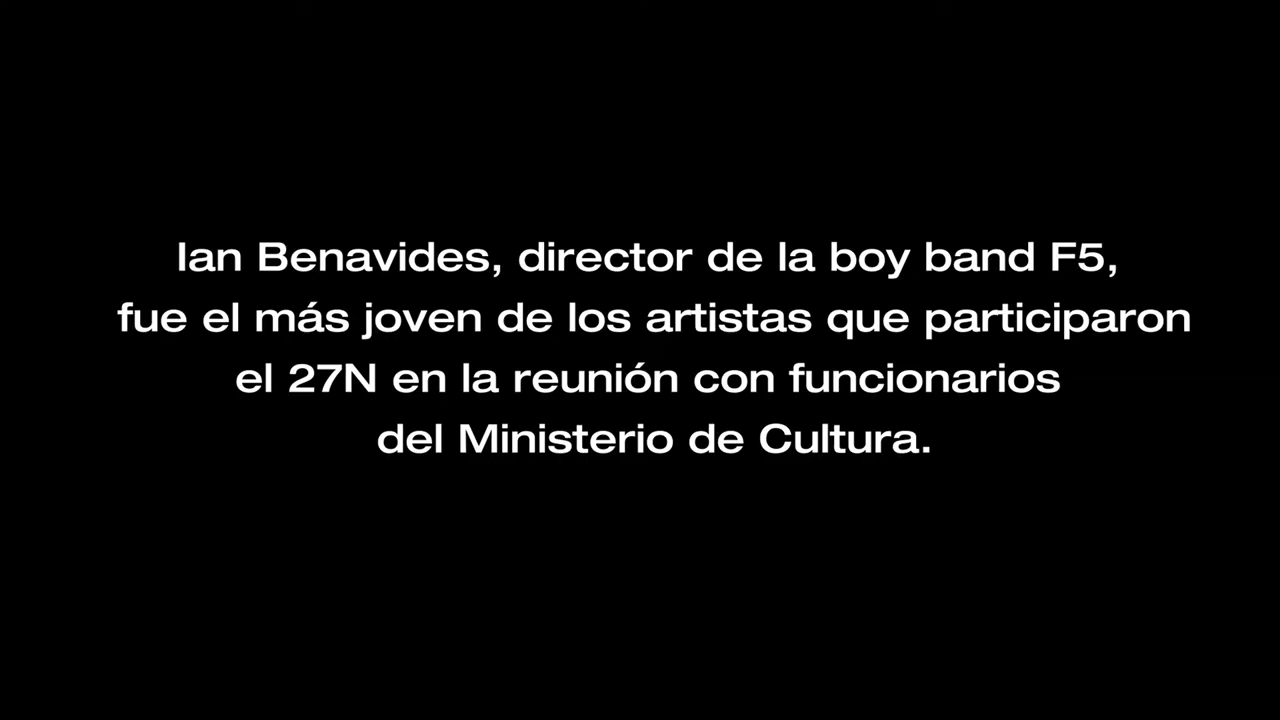 Ian Benavides, director de la boy band F5,
fue el más joven de los artistas que participaron
el 27N en la reunión con funcionarios
del Ministerio de Cultura.